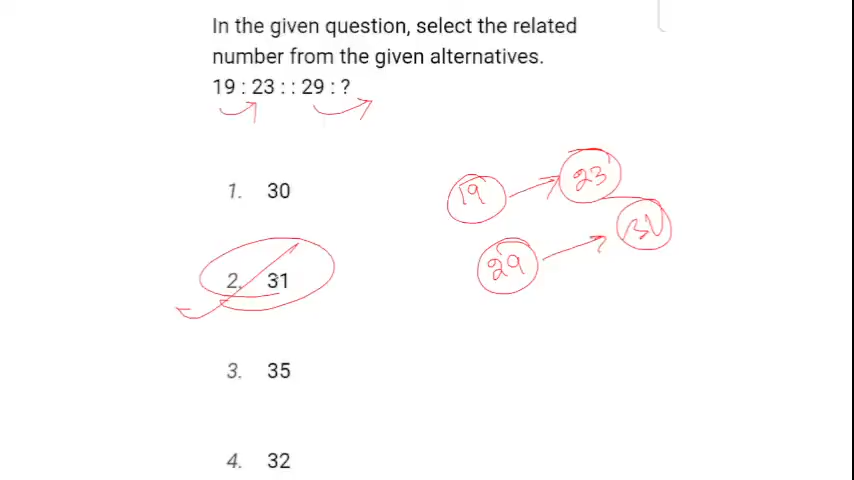 In the given question, select the related
number from the given alternatives.
19 : 23 : : 29 : ?
1. 30
2. 31
3. 35
4. 32
19
23
29